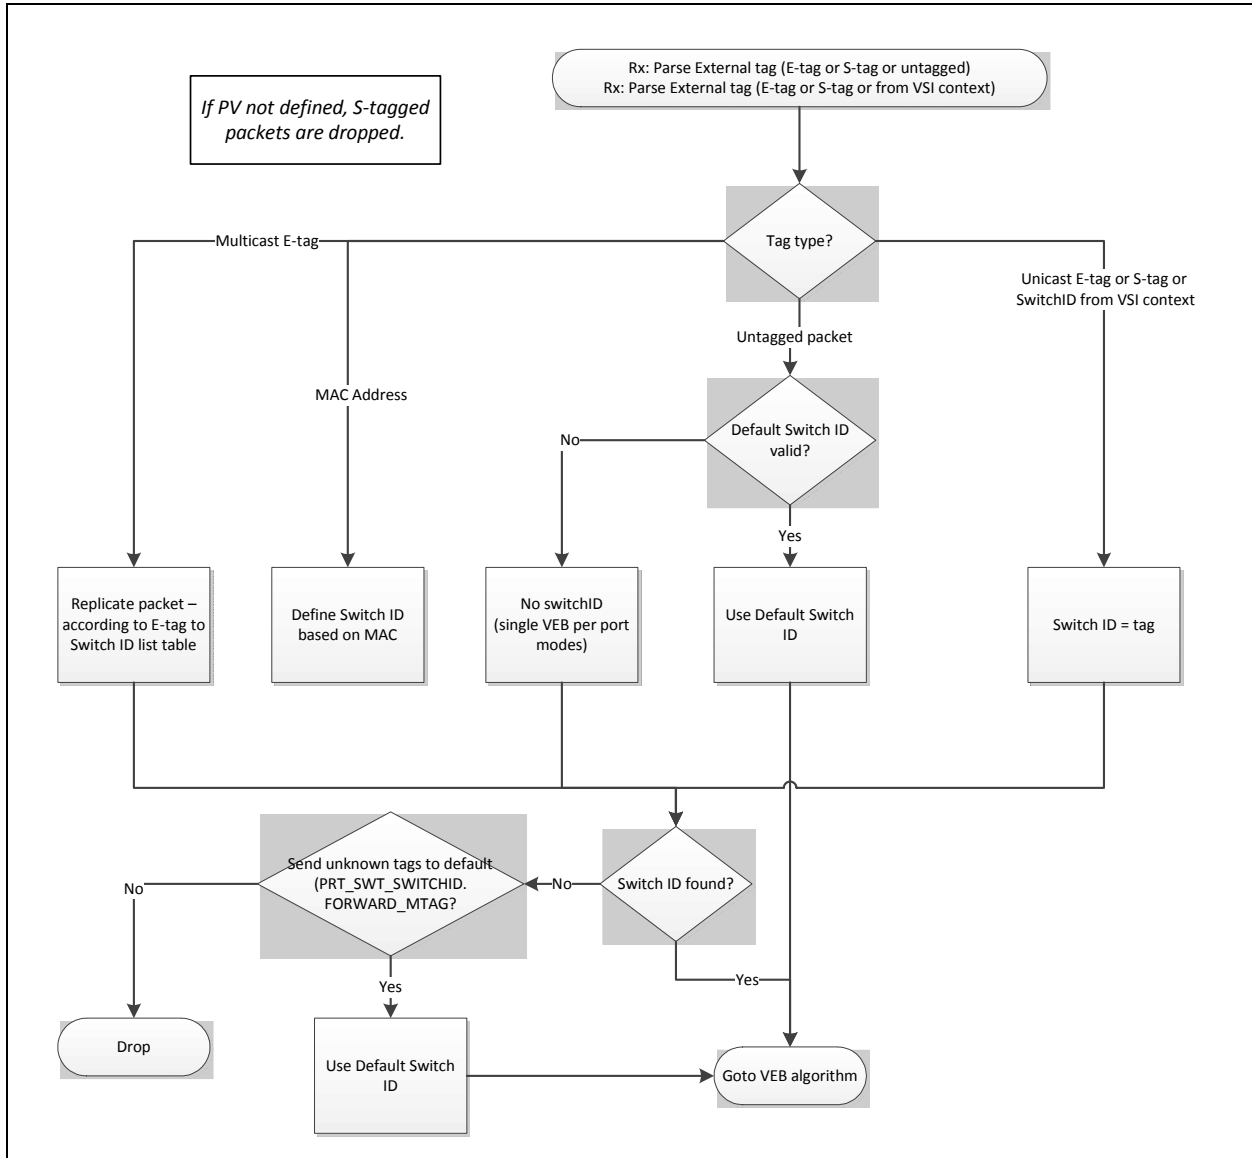 Rx: Parse External tag (E-tag or S-tag or untagged)
Rx: Parse External tag (E-tag or S-tag or from VSI context)
If PV not defined, S-tagged
packets are dropped.
Tag type?
Multicast E-tag
Unicast E-tag or S-tag or
SwitchID from VSI context
Untagged packet
MAC Address
Default Switch ID
valid?
No
Yes
Replicate packet –
according to E-tag to
Switch ID list table
Define Switch ID
based on MAC
No switchID
(single VEB per port
modes)
Use Default Switch
ID
Switch ID = tag
Send unknown tags to default
(PRT_SWT_SWITCHID.
FORWARD_MTAG?
No
Switch ID found?
No
Yes
Yes
Drop
Use Default Switch
ID
Goto VEB algorithm